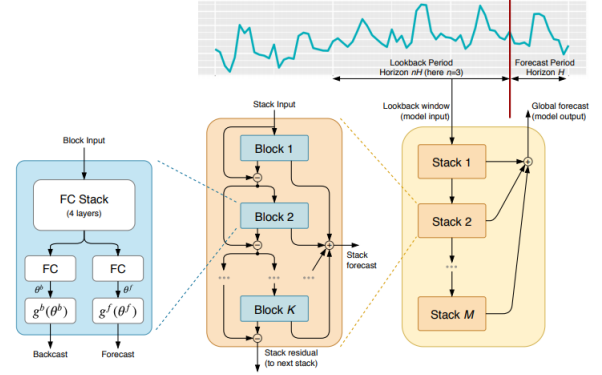 Lookback Period
Horizon nH (here n=3)
Forecast Period
Horizon H
Lookback window
(model input)
Global forecast
(model output)
Stack Input
Block Input
Block 1
Block 2
...
Block K
Stack
forecast
Stack residual
(to next stack)
FC Stack
(4 layers)
FC
FC
θᵇ
θᶠ
gᵇ(θᵇ)
gᶠ(θᶠ)
Backcast
Forecast
Stack 1
Stack 2
...
Stack M